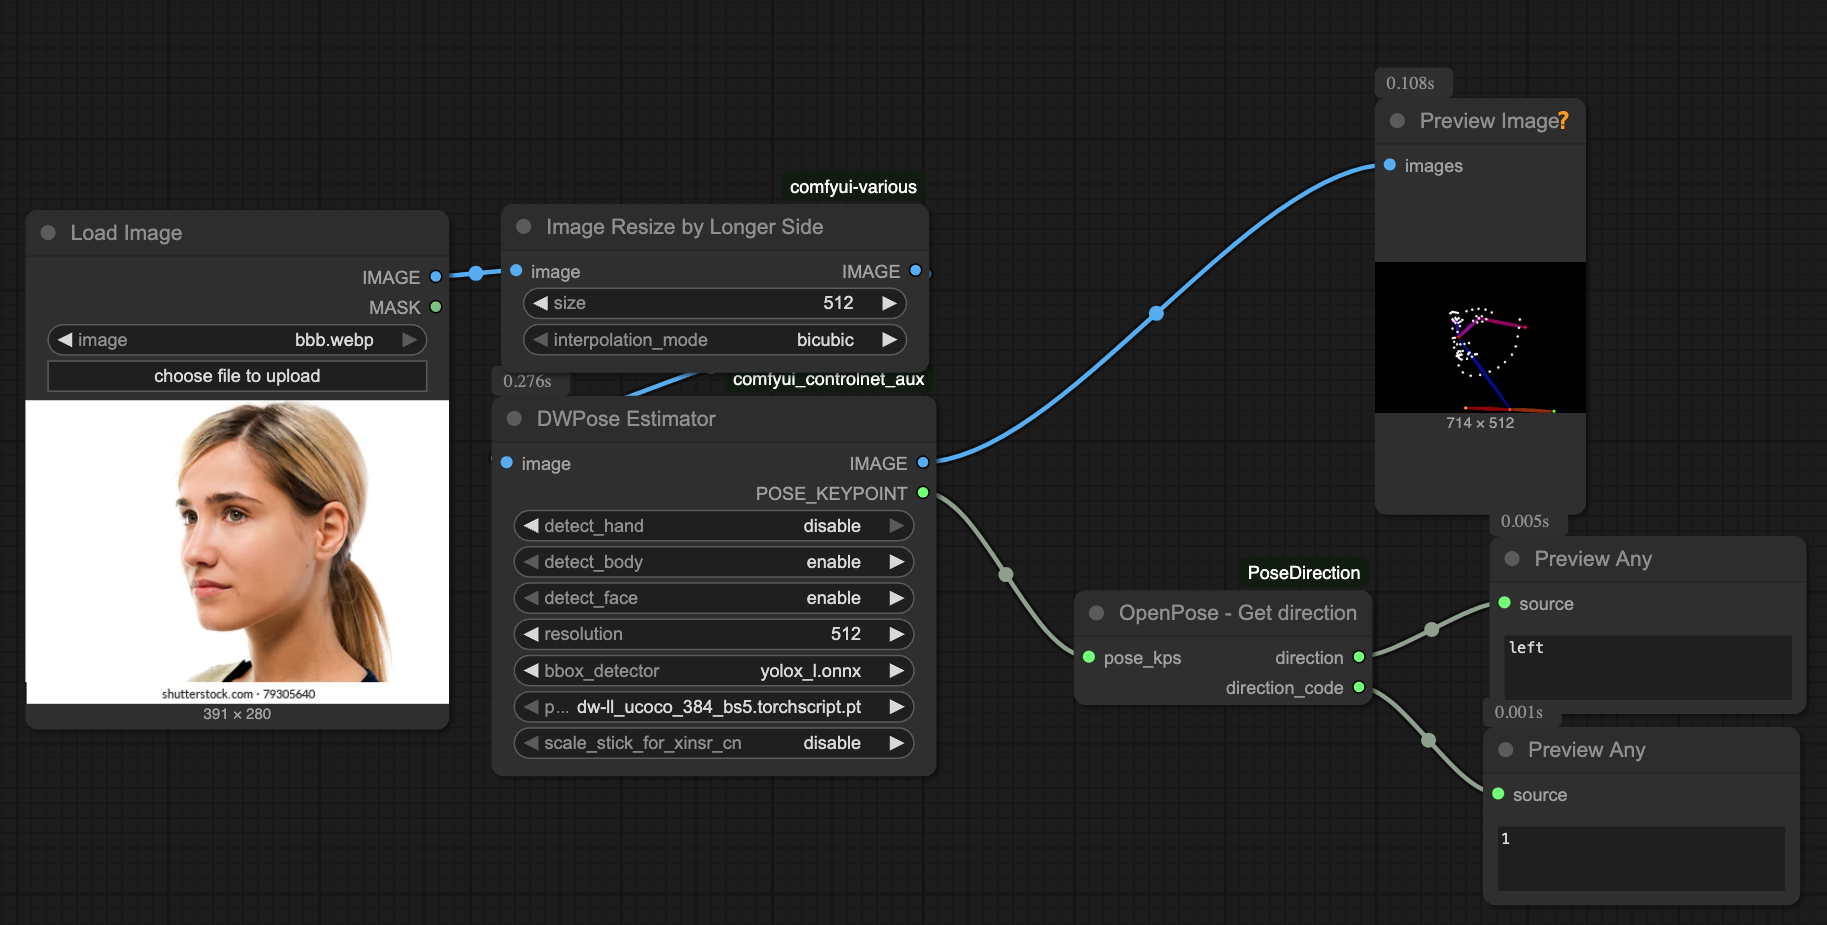 0.108s
Preview Image?
images
714 × 512
comfyui-various
Image Resize by Longer Side
image IMAGE
size 512
interpolation_mode bicubic
Load Image
IMAGE
MASK
image bbb.webp
choose file to upload
shutterstock.com · 79305640
391 × 280
0.276s
comfyui_controlnet_aux
DWPose Estimator
image IMAGE
POSE_KEYPOINT
detect_hand disable
detect_body enable
detect_face enable
resolution 512
bbox_detector yolox_l.onnx
p... dw-ll_ucoco_384_bs5.torchscript.pt
scale_stick_for_xinsr_cn disable
PoseDirection
OpenPose - Get direction
pose_kps direction
direction_code
0.005s
Preview Any
source
left
0.001s
Preview Any
source
1